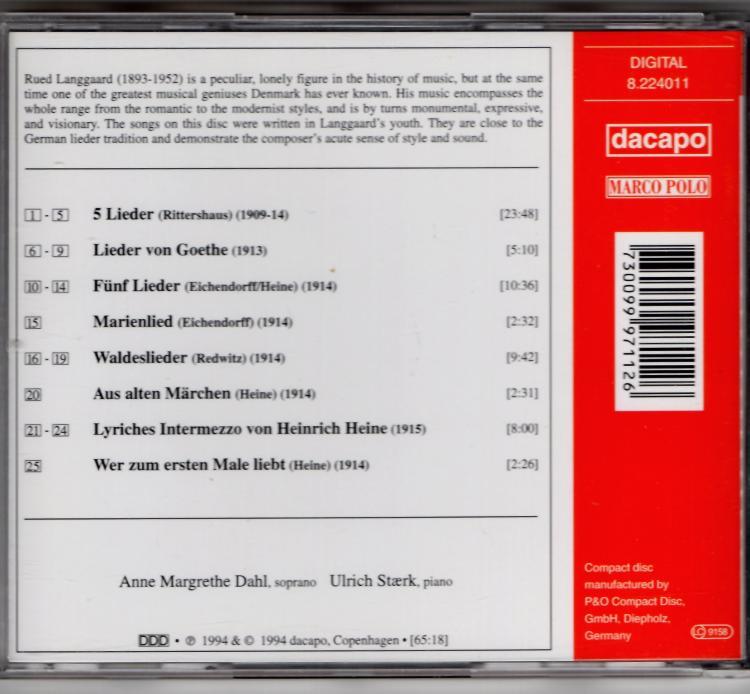 Rued Langgaard (1893-1952) is a peculiar, lonely figure in the history of music, but at the same
time one of the greatest musical geniuses Denmark has ever known. His music encompasses the
whole range from the romantic to the modernist styles, and is by turns monumental, expressive,
and visionary. The songs on this disc were written in Langgaard's youth. They are close to the
German lieder tradition and demonstrate the composer's acute sense of style and sound.
1 - 5 5 Lieder (Rittershaus) (1909-14) [23:48]
6 - 9 Lieder von Goethe (1913) [5:10]
10 - 14 Fünf Lieder (Eichendorff/Heine) (1914) [10:36]
15 Marienlied (Eichendorff) (1914) [2:32]
16 - 19 Waldeslieder (Redwitz) (1914) [9:42]
20 Aus alten Märchen (Heine) (1914) [2:31]
21 - 24 Lyriches Intermezzo von Heinrich Heine (1915) [8:00]
25 Wer zum ersten Male liebt (Heine) (1914) [2:26]
Anne Margrethe Dahl, soprano Ulrich Stærk, piano
DDD • ℗ 1994 & © 1994 dacapo, Copenhagen • [65:18]
DIGITAL
8.224011
dacapo
MARCO POLO
7 30099 97112 6
Compact disc
manufactured by
P&O Compact Disc,
GmbH, Diepholz,
Germany
LC 9158